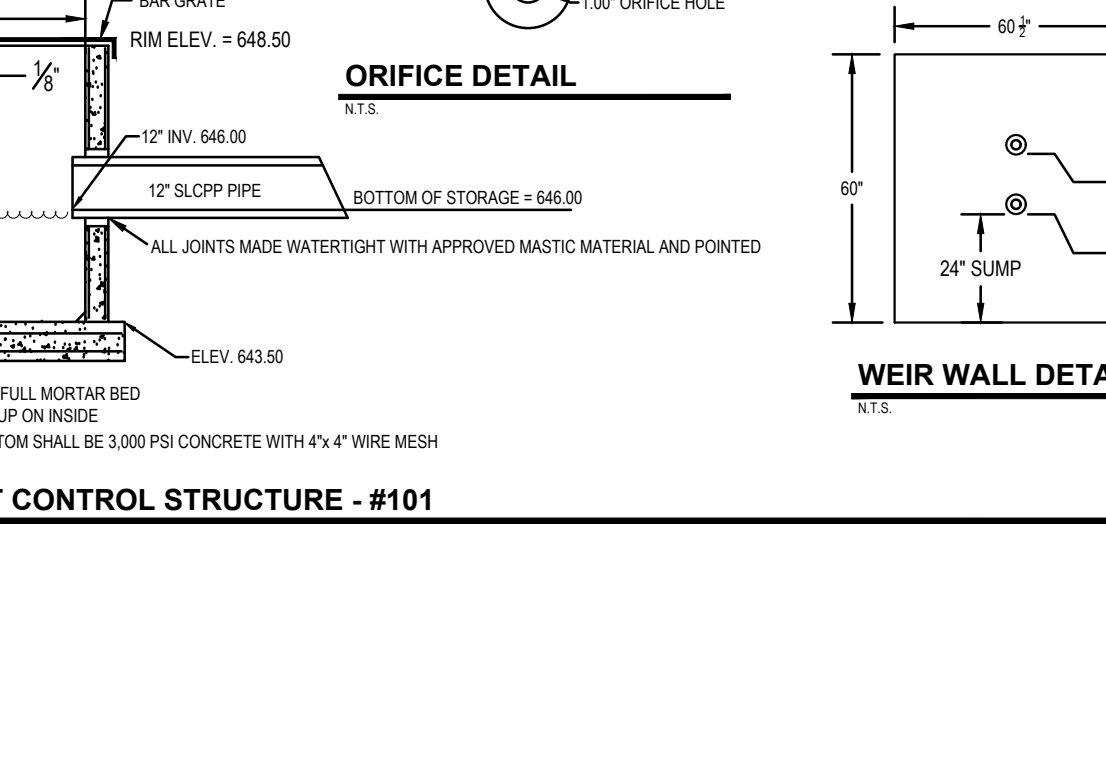 BAR GRATE
RIM ELEV. = 648.50
1/8"
1.00" ORIFICE HOLE
ORIFICE DETAIL
N.T.S.
12" INV. 646.00
12" SLCPP PIPE
BOTTOM OF STORAGE = 646.00
ALL JOINTS MADE WATERTIGHT WITH APPROVED MASTIC MATERIAL AND POINTED
ELEV. 643.50
FULL MORTAR BED
UP ON INSIDE
TOM SHALL BE 3,000 PSI CONCRETE WITH 4"x 4" WIRE MESH
T CONTROL STRUCTURE - #101
60 1/2"
60"
24" SUMP
WEIR WALL DETA
N.T.S.